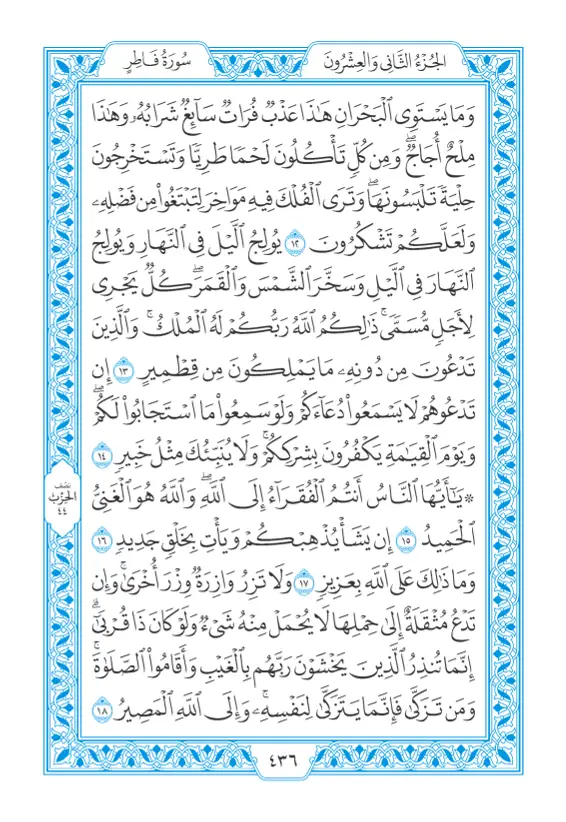 الجُزْءُ الثَّانِي وَالعِشْرُونَ
سُورَةُ فَاطِرٍ
وَمَا يَسْتَوِي ٱلْبَحْرَانِ هَٰذَا عَذْبٌ فُرَاتٌ سَآئِغٌ شَرَابُهُۥ وَهَٰذَا
مِلْحٌ أُجَاجٌ ۖ وَمِن كُلٍّ تَأْكُلُونَ لَحْمًا طَرِيًّا وَتَسْتَخْرِجُونَ
حِلْيَةً تَلْبَسُونَهَا ۖ وَتَرَى ٱلْفُلْكَ فِيهِ مَوَاخِرَ لِتَبْتَغُوا۟ مِن فَضْلِهِۦ
وَلَعَلَّكُمْ تَشْكُرُونَ ١٢ يُولِجُ ٱلَّيْلَ فِي ٱلنَّهَارِ وَيُولِجُ
ٱلنَّهَارَ فِي ٱلَّيْلِ وَسَخَّرَ ٱلشَّمْسَ وَٱلْقَمَرَ ۖ كُلٌّ يَجْرِي
لِأَجَلٍ مُّسَمًّى ۚ ذَٰلِكُمُ ٱللَّهُ رَبُّكُمْ لَهُ ٱلْمُلْكُ ۚ وَٱلَّذِينَ
تَدْعُونَ مِن دُونِهِۦ مَا يَمْلِكُونَ مِن قِطْمِيرٍ ١٣ إِن
تَدْعُوهُمْ لَا يَسْمَعُوا۟ دُعَآءَكُمْ وَلَوْ سَمِعُوا۟ مَا ٱسْتَجَابُوا۟ لَكُمْ ۖ
وَيَوْمَ ٱلْقِيَٰمَةِ يَكْفُرُونَ بِشِرْكِكُمْ ۚ وَلَا يُنَبِّئُكَ مِثْلُ خَبِيرٍ ١٤
۞ يَٰٓأَيُّهَا ٱلنَّاسُ أَنتُمُ ٱلْفُقَرَآءُ إِلَى ٱللَّهِ ۖ وَٱللَّهُ هُوَ ٱلْغَنِيُّ
ٱلْحَمِيدُ ١٥ إِن يَشَأْ يُذْهِبْكُمْ وَيَأْتِ بِخَلْقٍ جَدِيدٍ ١٦
وَمَا ذَٰلِكَ عَلَى ٱللَّهِ بِعَزِيزٍ ١٧ وَلَا تَزِرُ وَازِرَةٌ وِزْرَ أُخْرَىٰ ۚ وَإِن
تَدْعُ مُثْقَلَةٌ إِلَىٰ حِمْلِهَا لَا يُحْمَلْ مِنْهُ شَيْءٌ وَلَوْ كَانَ ذَا قُرْبَىٰٓ ۗ
إِنَّمَا تُنذِرُ ٱلَّذِينَ يَخْشَوْنَ رَبَّهُم بِٱلْغَيْبِ وَأَقَامُوا۟ ٱلصَّلَوٰةَ ۚ
وَمَن تَزَكَّىٰ فَإِنَّمَا يَتَزَكَّىٰ لِنَفْسِهِۦ ۚ وَإِلَى ٱللَّهِ ٱلْمَصِيرُ ١٨
نصف
الحزب
٤٤
٤٣٦